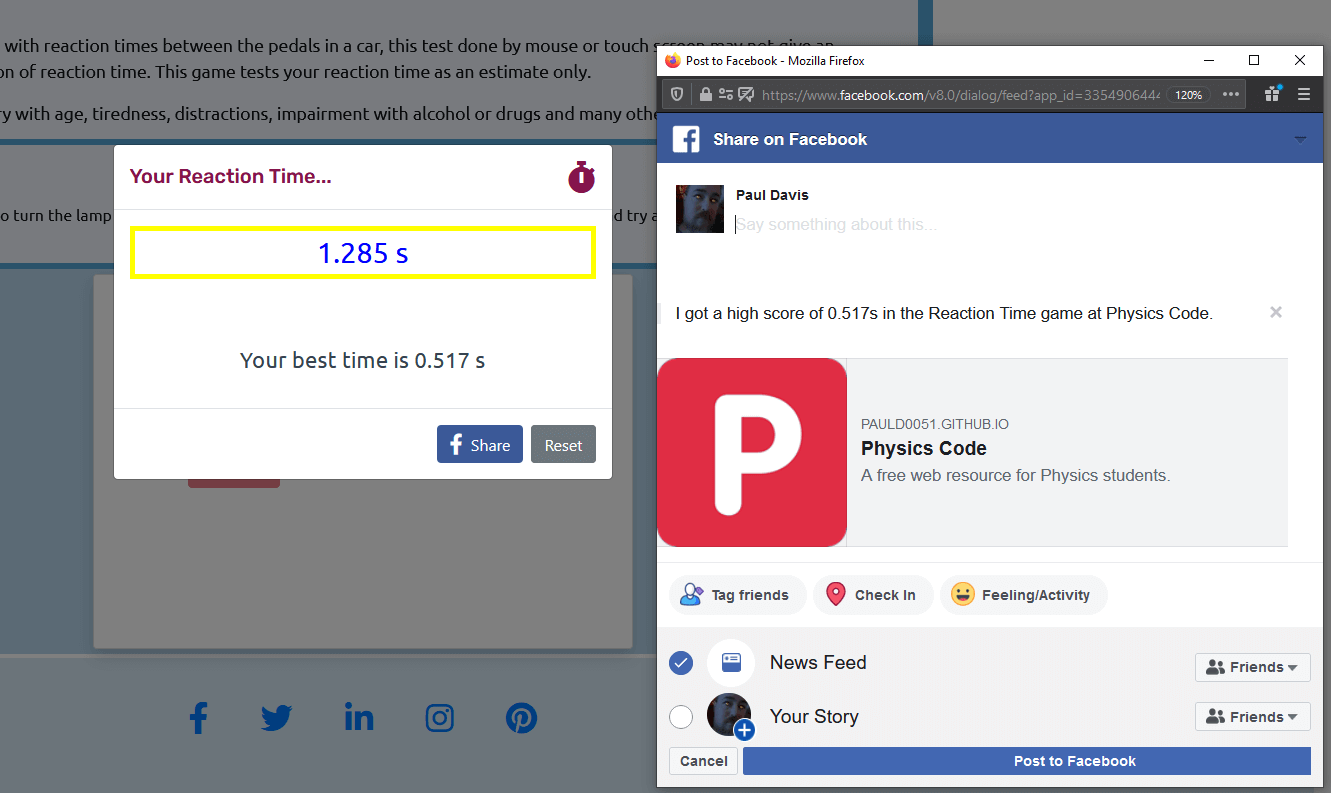 with reaction times between the pedals in a car, this test done by mouse or touch screen may not give an
on of reaction time. This game tests your reaction time as an estimate only.
ry with age, tiredness, distractions, impairment with alcohol or drugs and many othe
Your Reaction Time...
o turn the lamp
d try a
1.285 s
Your best time is 0.517 s
Share
Reset
Post to Facebook - Mozilla Firefox
https://www.facebook.com/v8.0/dialog/feed?app_id=3354906444
120%
Share on Facebook
Paul Davis
Say something about this...
I got a high score of 0.517s in the Reaction Time game at Physics Code.
P
PAULD0051.GITHUB.IO
Physics Code
A free web resource for Physics students.
Tag friends
Check In
Feeling/Activity
News Feed
Friends
Your Story
Friends
Cancel
Post to Facebook